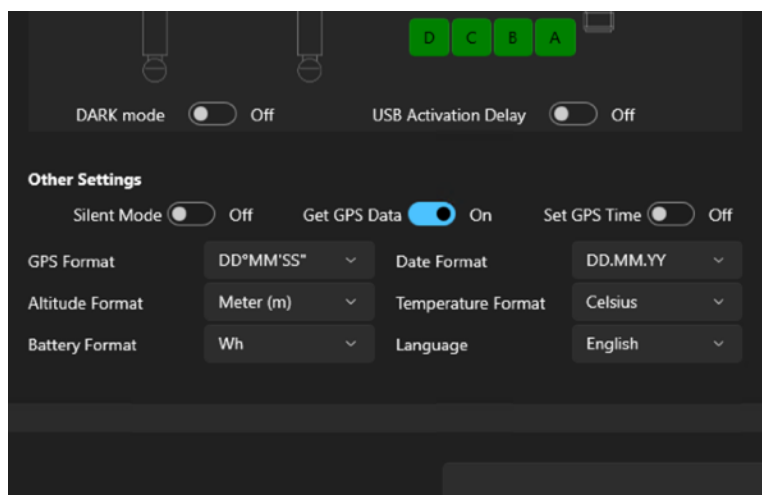 D C B A
DARK mode Off USB Activation Delay Off
Other Settings
Silent Mode Off Get GPS Data On Set GPS Time Off
GPS Format DD°MM'SS" Date Format DD.MM.YY
Altitude Format Meter (m) Temperature Format Celsius
Battery Format Wh Language English